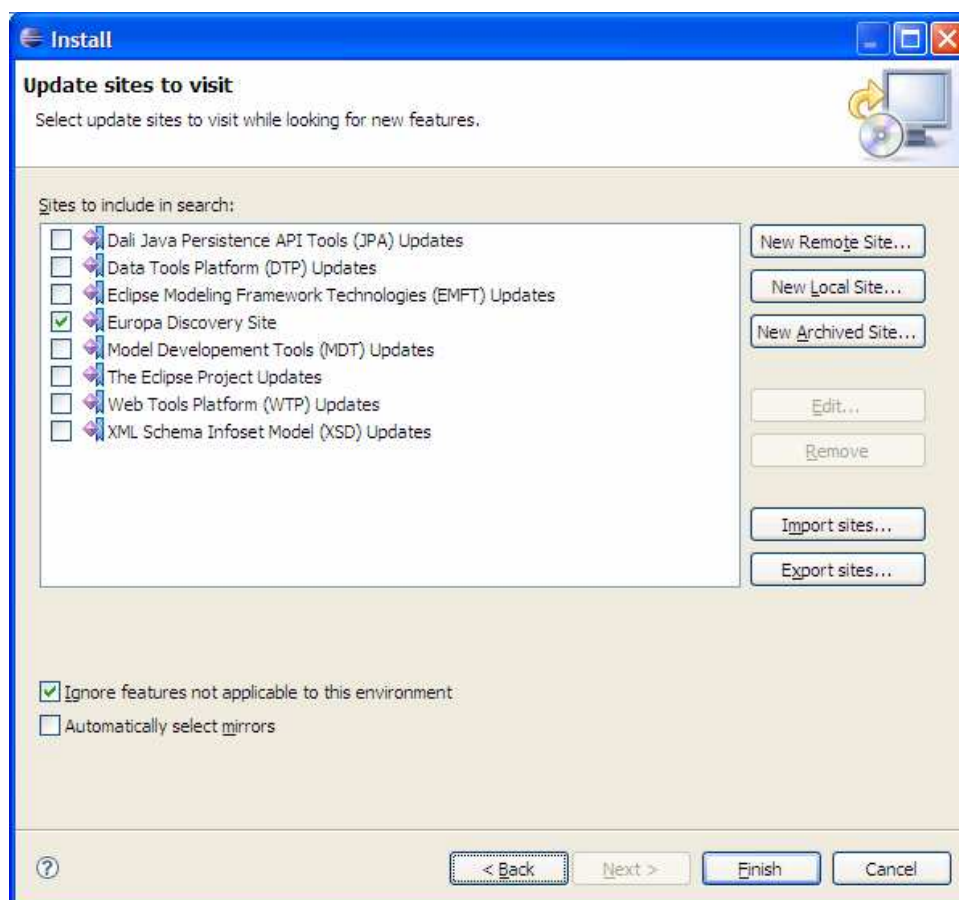 Install
Update sites to visit
Select update sites to visit while looking for new features.
Sites to include in search:
Dali Java Persistence API Tools (JPA) Updates
Data Tools Platform (DTP) Updates
Eclipse Modeling Framework Technologies (EMFT) Updates
Europa Discovery Site
Model Developement Tools (MDT) Updates
The Eclipse Project Updates
Web Tools Platform (WTP) Updates
XML Schema Infoset Model (XSD) Updates
New Remote Site...
New Local Site...
New Archived Site...
Edit...
Remove
Import sites...
Export sites...
Ignore features not applicable to this environment
Automatically select mirrors
?
< Back
Next >
Finish
Cancel